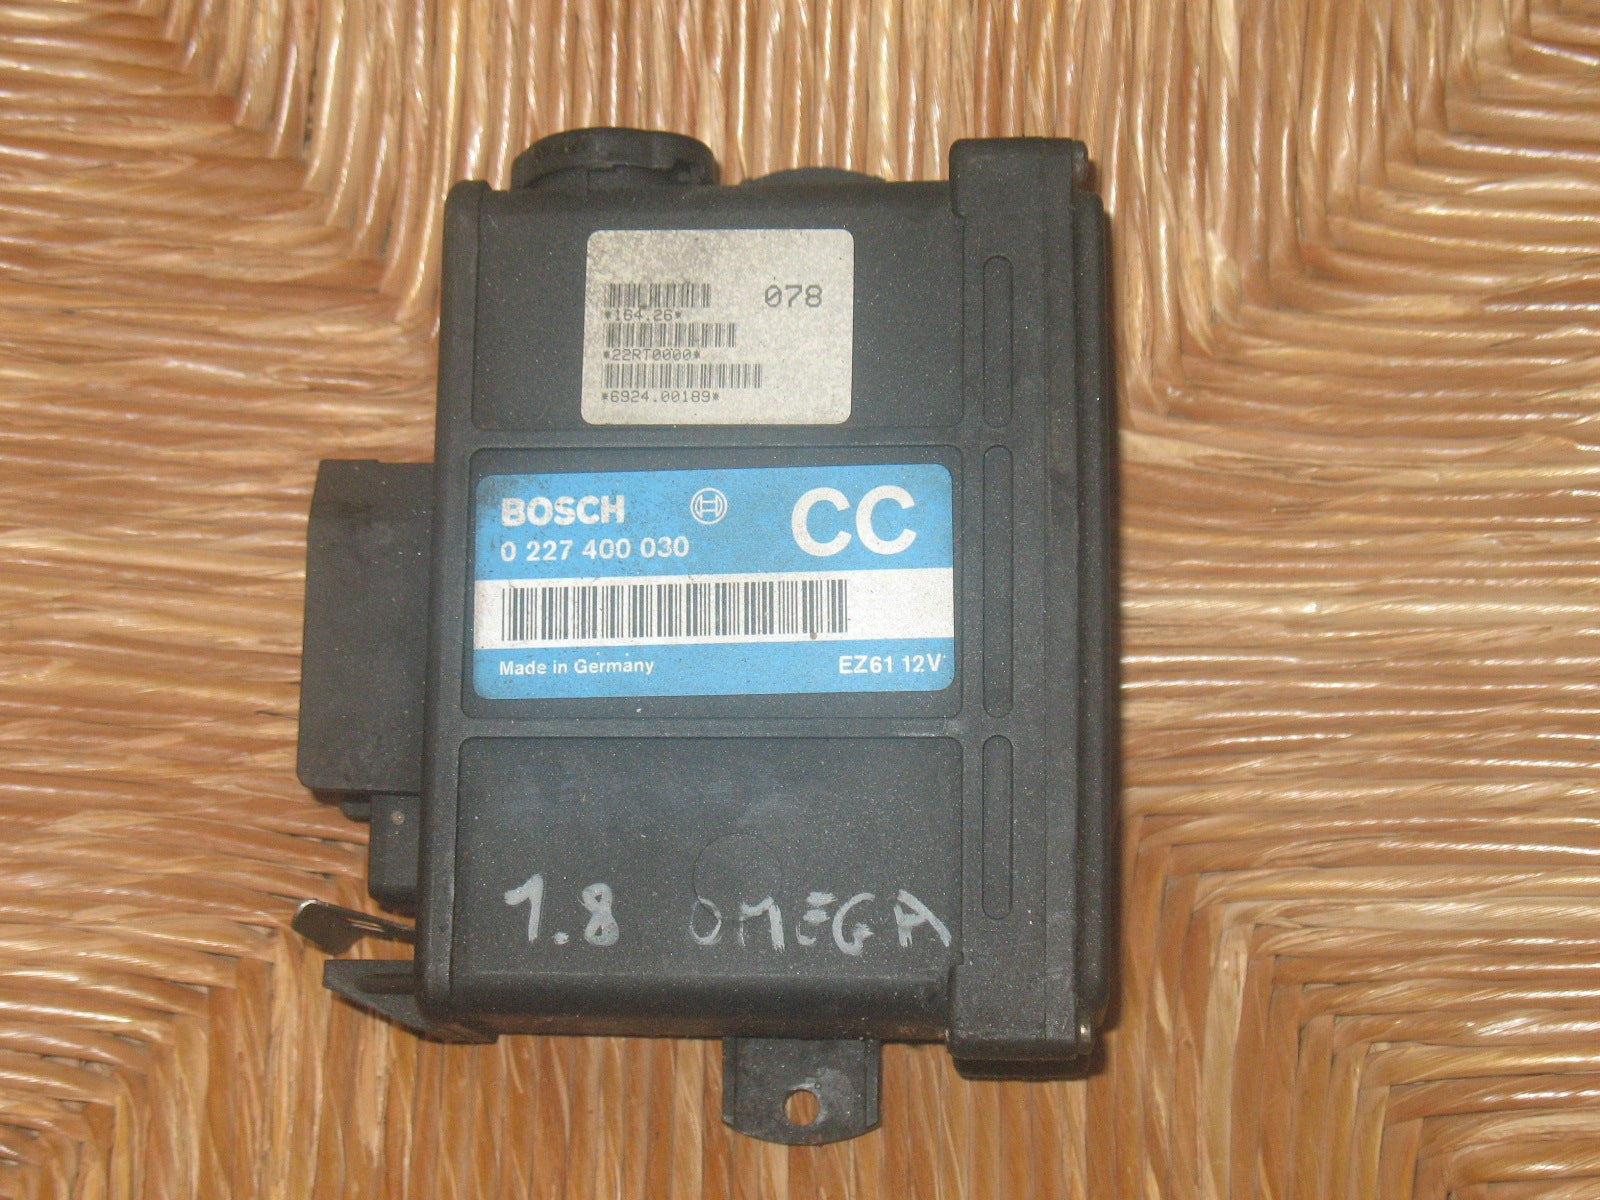 078
*164.26*
*22RT0000*
*6924.00189*
BOSCH CC
0 227 400 030
Made in Germany EZ61 12V
1.8 OMEGA